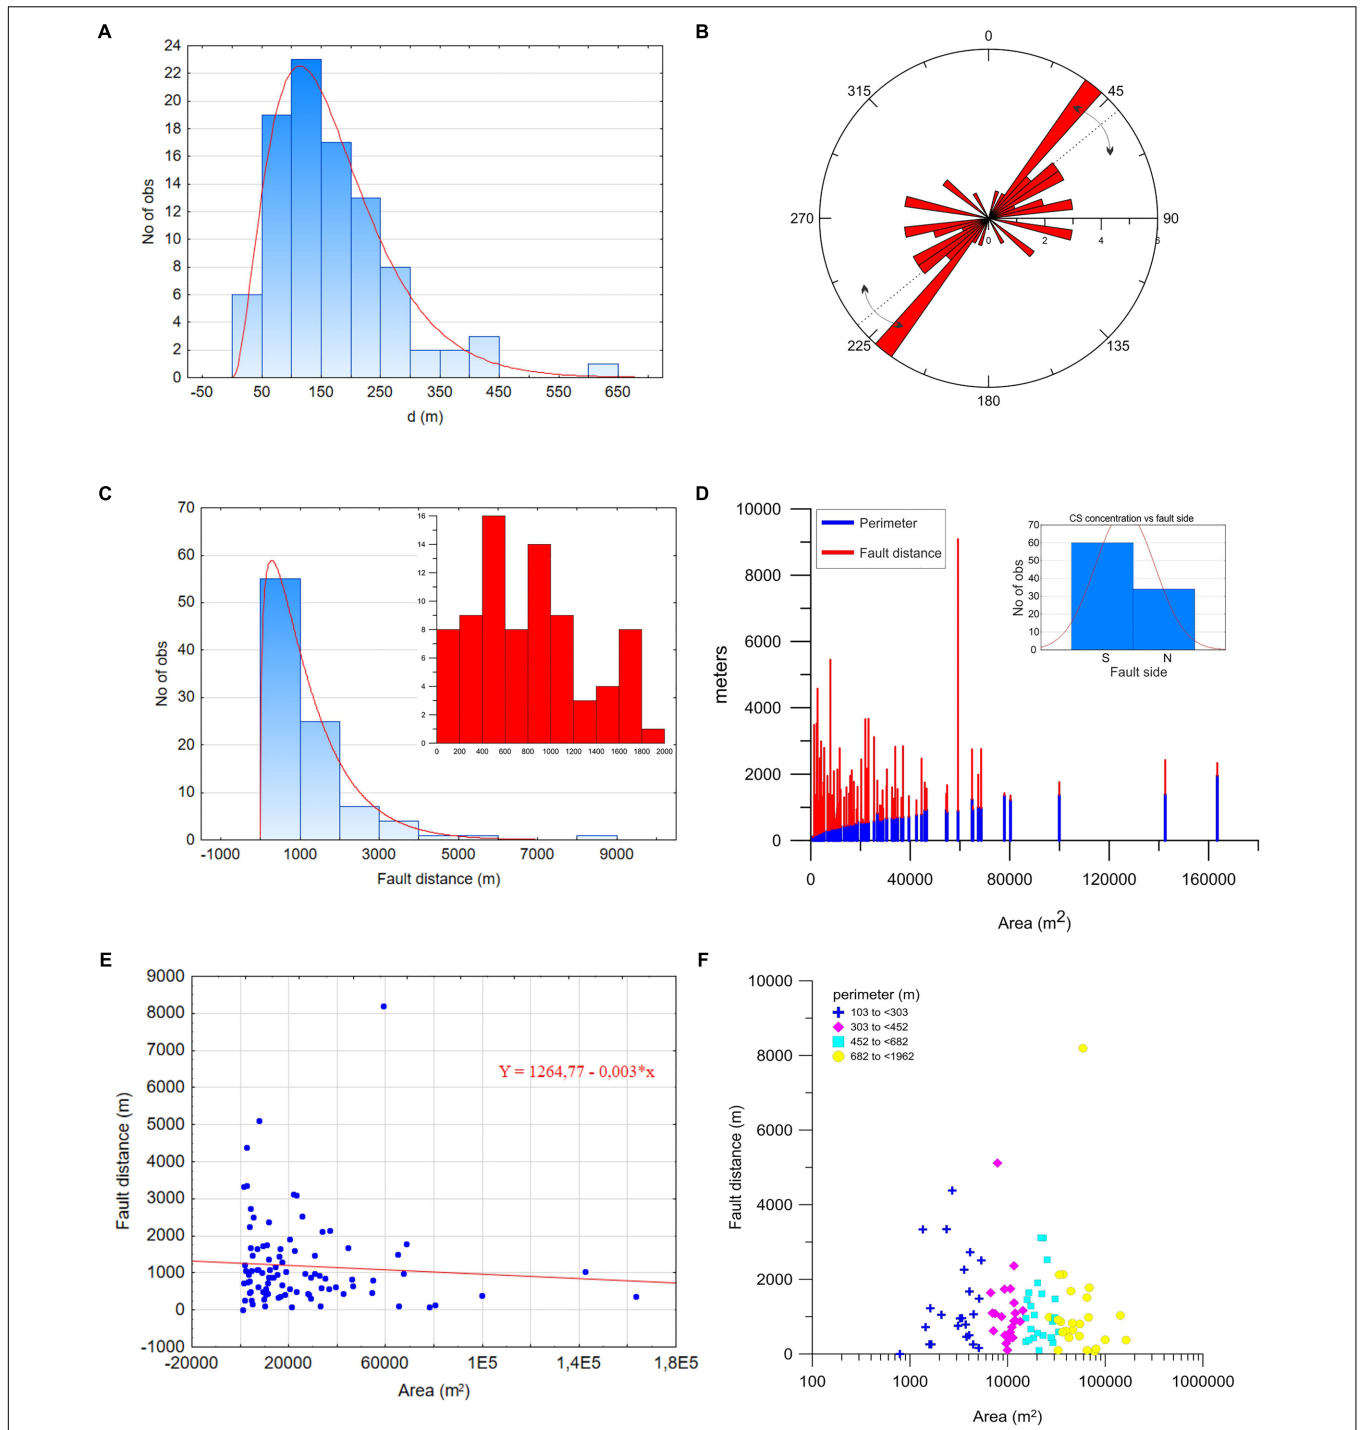 A
24
22
20
18
16
14
12
10
8
6
4
2
0
No of obs
-50 50 150 250 350 450 550 650
d (m)
B
0
45
90
135
180
225
270
315
0 2 4 6
C
70
60
50
40
30
20
10
0
No of obs
-1000 1000 3000 5000 7000 9000
Fault distance (m)
16
14
12
10
8
6
4
2
0
0 200 400 600 800 1000 1200 1400 1600 1800 2000
D
10000
8000
6000
4000
2000
0
meters
Perimeter
Fault distance
0 40000 80000 120000 160000
Area (m2)
CS concentration vs fault side
70
60
50
40
30
20
10
0
No of obs
S N
Fault side
E
9000
8000
7000
6000
5000
4000
3000
2000
1000
0
-1000
Fault distance (m)
Y = 1264,77 - 0,003*x
-20000 20000 60000 1E5 1,4E5 1,8E5
Area (m2)
F
10000
8000
6000
4000
2000
0
Fault distance (m)
perimeter (m)
103 to <303
303 to <452
452 to <682
682 to <1962
100 1000 10000 100000 1000000
Area (m2)